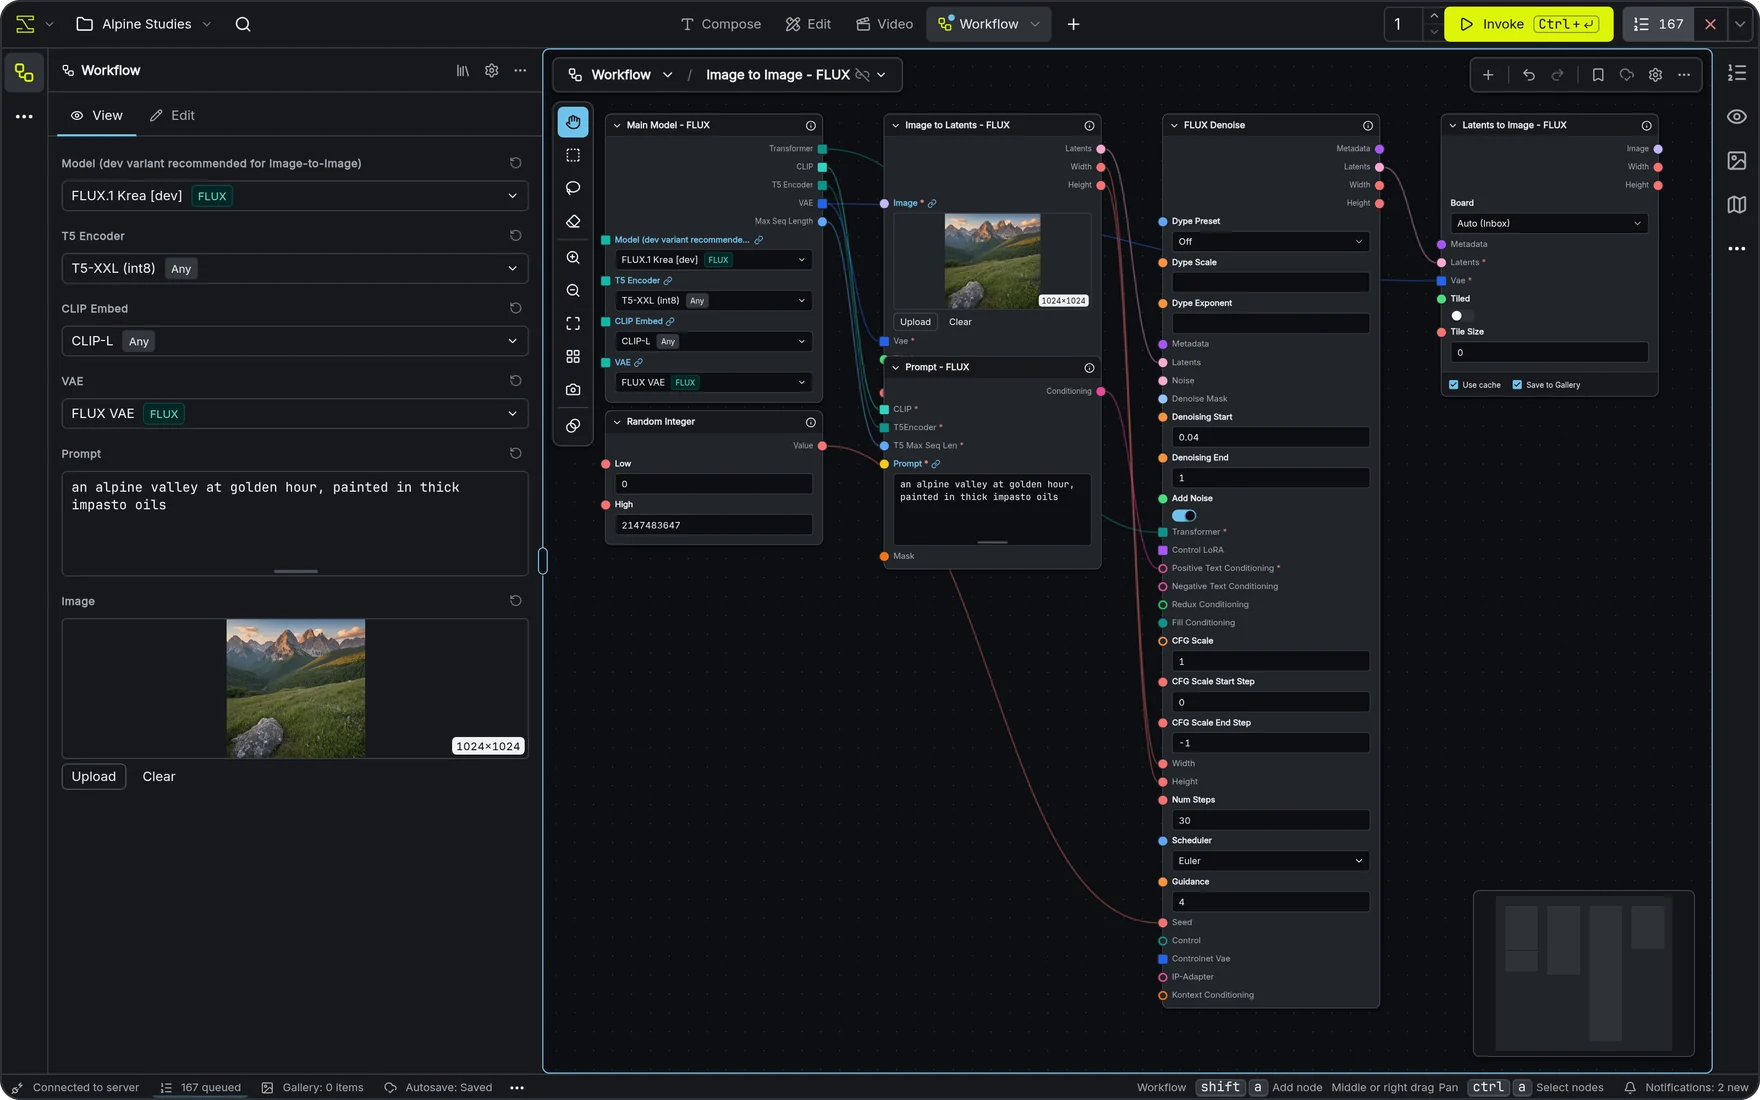 Alpine Studies
Compose
Edit
Video
Workflow
1
Invoke Ctrl+↵
167
Workflow
View
Edit
Model (dev variant recommended for Image-to-Image)
FLUX.1 Krea [dev] FLUX
T5 Encoder
T5-XXL (int8) Any
CLIP Embed
CLIP-L Any
VAE
FLUX VAE FLUX
Prompt
an alpine valley at golden hour, painted in thick
impasto oils
Image
1024×1024
Upload Clear
Workflow / Image to Image - FLUX
Main Model - FLUX
Transformer
CLIP
T5 Encoder
VAE
Max Seq Length
Model (dev variant recommende...
FLUX.1 Krea [dev] FLUX
T5 Encoder
T5-XXL (int8) Any
CLIP Embed
CLIP-L Any
VAE
FLUX VAE FLUX
Random Integer
Value
Low
0
High
2147483647
Image to Latents - FLUX
Latents
Width
Height
Image *
1024×1024
Upload Clear
Vae *
Prompt - FLUX
Conditioning
CLIP *
T5Encoder *
T5 Max Seq Len *
Prompt *
an alpine valley at golden hour,
painted in thick impasto oils
Mask
FLUX Denoise
Metadata
Latents
Width
Height
Dype Preset
Off
Dype Scale
Dype Exponent
Metadata
Latents
Noise
Denoise Mask
Denoising Start
0.04
Denoising End
1
Add Noise
Transformer *
Control LoRA
Positive Text Conditioning *
Negative Text Conditioning
Redux Conditioning
Fill Conditioning
CFG Scale
1
CFG Scale Start Step
0
CFG Scale End Step
-1
Width
Height
Num Steps
30
Scheduler
Euler
Guidance
4
Seed
Control
Controlnet Vae
IP-Adapter
Kontext Conditioning
Latents to Image - FLUX
Image
Width
Height
Board
Auto (Inbox)
Metadata
Latents *
Vae *
Tiled
Tile Size
0
Use cache Save to Gallery
Connected to server
167 queued
Gallery: 0 items
Autosave: Saved
Workflow shift a Add node Middle or right drag Pan ctrl a Select nodes
Notifications: 2 new